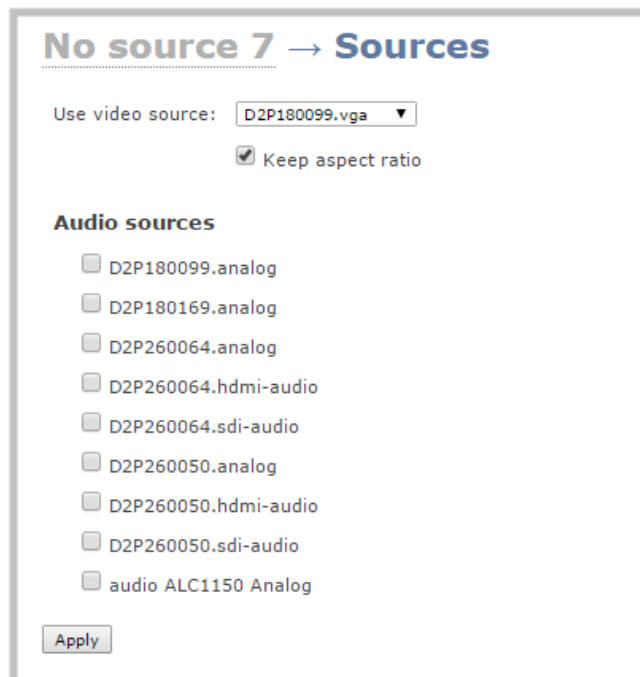 No source 7 → Sources
Use video source: D2P180099.vga
Keep aspect ratio
Audio sources
D2P180099.analog
D2P180169.analog
D2P260064.analog
D2P260064.hdmi-audio
D2P260064.sdi-audio
D2P260050.analog
D2P260050.hdmi-audio
D2P260050.sdi-audio
audio ALC1150 Analog
Apply